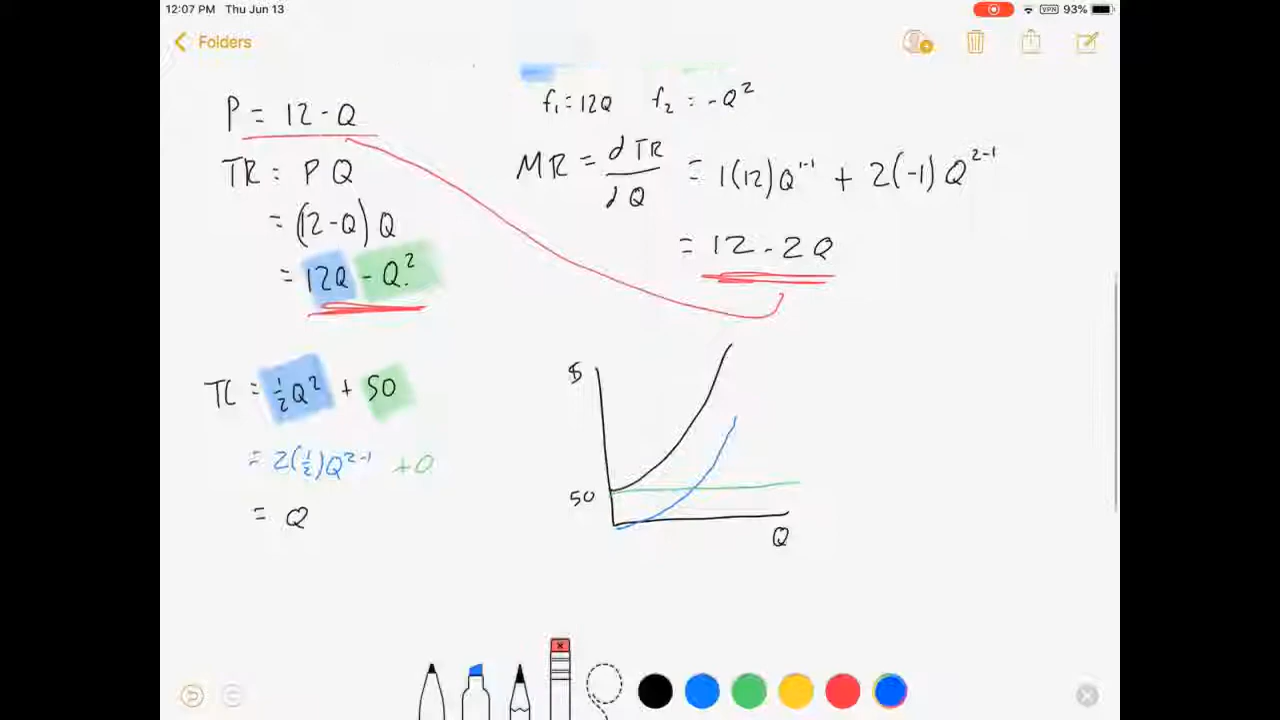 12:07 PM Thu Jun 13
VPN 93%
Folders
P = 12 - Q
TR = PQ
= (12 - Q) Q
= 12Q - Q²
f₁ = 12Q f₂ = -Q²
MR = dTR/dQ = 1(12)Q¹⁻¹ + 2(-1)Q²⁻¹
= 12 - 2Q
TC = ½Q² + 50
= 2(½)Q²⁻¹ + 0
= Q
$
50
Q